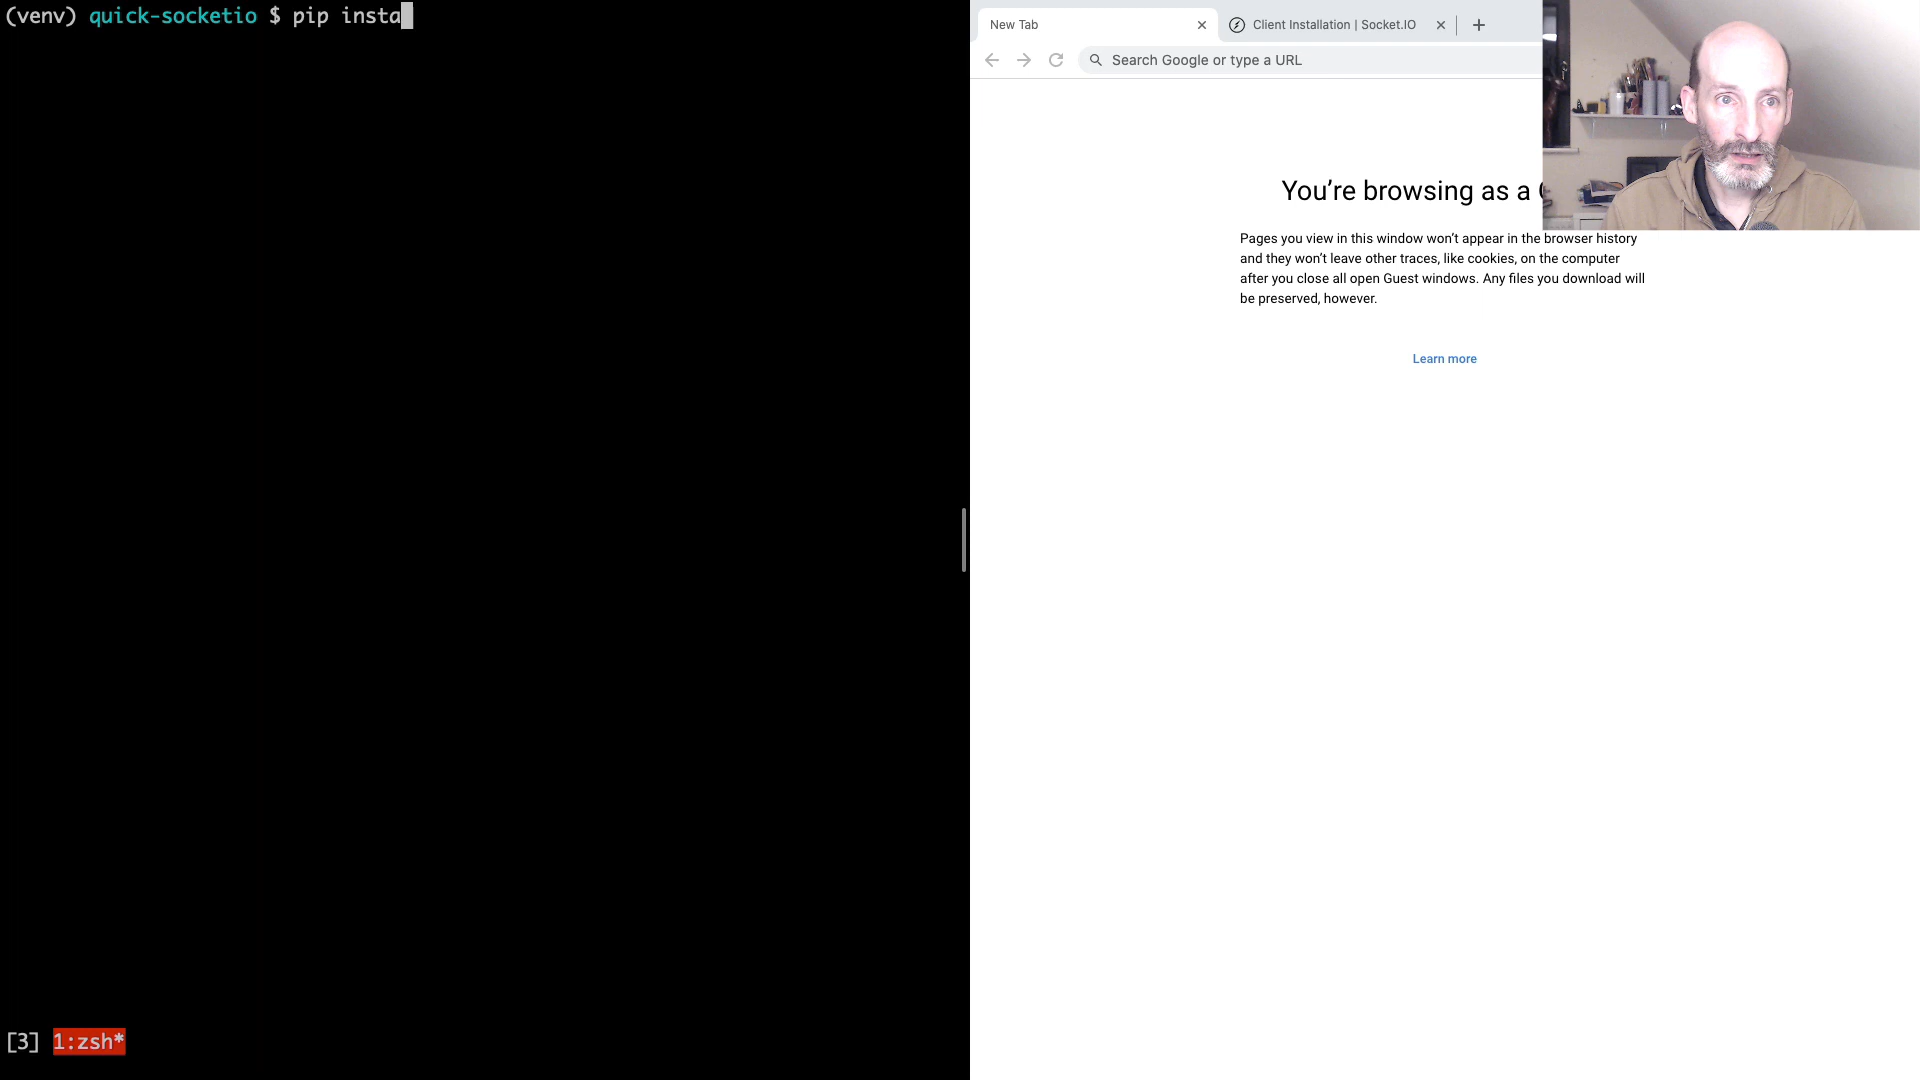 (venv) quick-socketio $ pip insta
[3] 1:zsh*
New Tab
Client Installation | Socket.IO
Search Google or type a URL
You’re browsing as a
Pages you view in this window won’t appear in the browser history
and they won’t leave other traces, like cookies, on the computer
after you close all open Guest windows. Any files you download will
be preserved, however.
Learn more